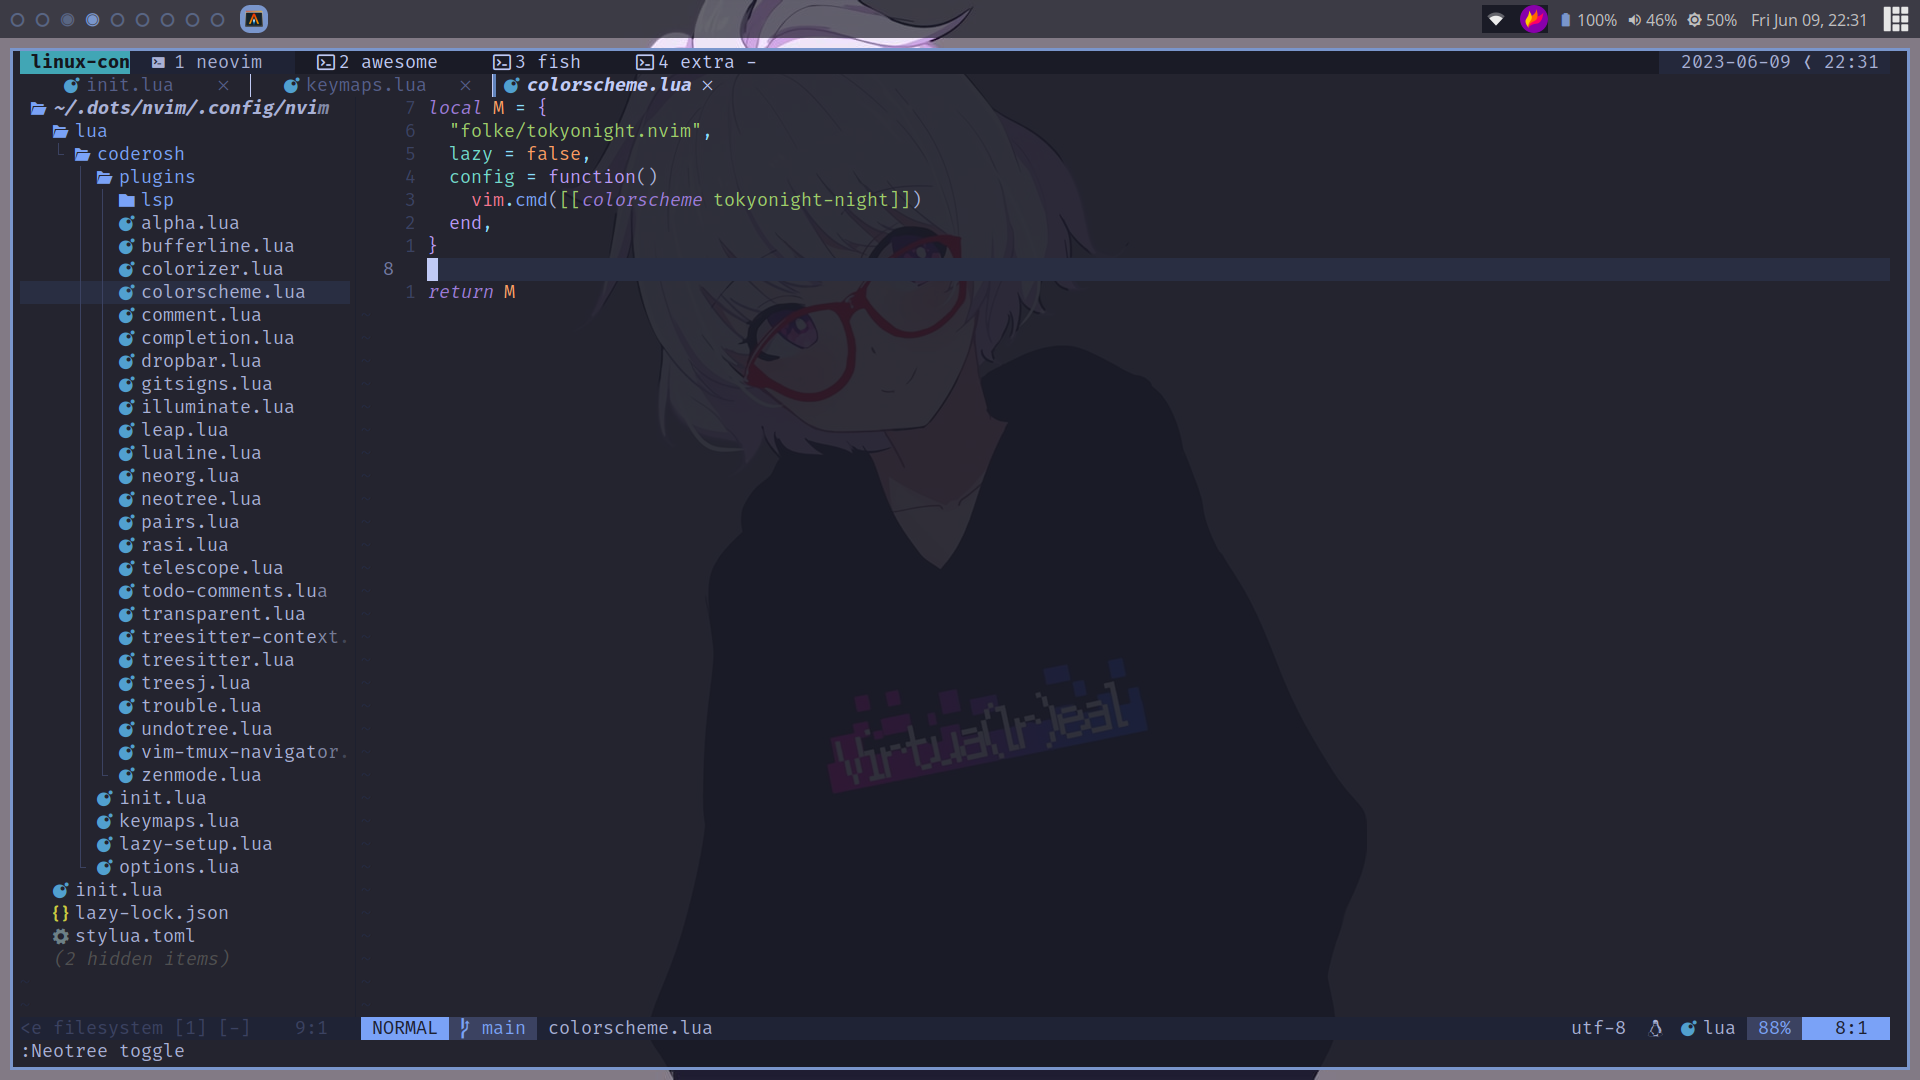 100% 46% 50% Fri Jun 09, 22:31
linux-con 1 neovim 2 awesome 3 fish 4 extra - 2023-06-09 ❬ 22:31
init.lua × keymaps.lua × colorscheme.lua ×
~/.dots/nvim/.config/nvim
lua
coderosh
plugins
lsp
alpha.lua
bufferline.lua
colorizer.lua
colorscheme.lua
comment.lua
completion.lua
dropbar.lua
gitsigns.lua
illuminate.lua
leap.lua
lualine.lua
neorg.lua
neotree.lua
pairs.lua
rasi.lua
telescope.lua
todo-comments.lua
transparent.lua
treesitter-context.
treesitter.lua
treesj.lua
trouble.lua
undotree.lua
vim-tmux-navigator.
zenmode.lua
init.lua
keymaps.lua
lazy-setup.lua
options.lua
init.lua
{} lazy-lock.json
stylua.toml
(2 hidden items)
7 local M = {
6 "folke/tokyonight.nvim",
5 lazy = false,
4 config = function()
3 vim.cmd([[colorscheme tokyonight-night]])
2 end,
1 }
8
1 return M
Virtual(r)eal
<e filesystem [1] [-] 9:1 NORMAL main colorscheme.lua utf-8 lua 88% 8:1
:Neotree toggle